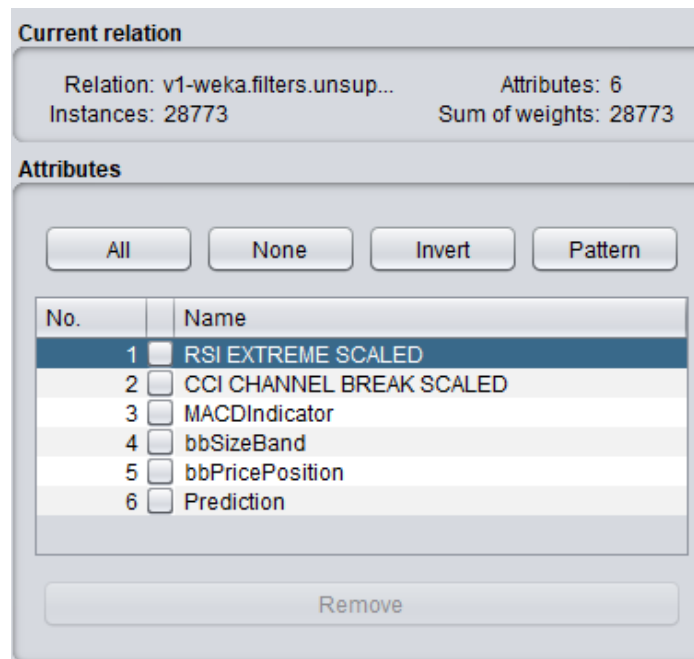 Current relation
Relation: v1-weka.filters.unsup... Attributes: 6
Instances: 28773 Sum of weights: 28773
Attributes
All None Invert Pattern
No. Name
1 RSI EXTREME SCALED
2 CCI CHANNEL BREAK SCALED
3 MACDIndicator
4 bbSizeBand
5 bbPricePosition
6 Prediction
Remove